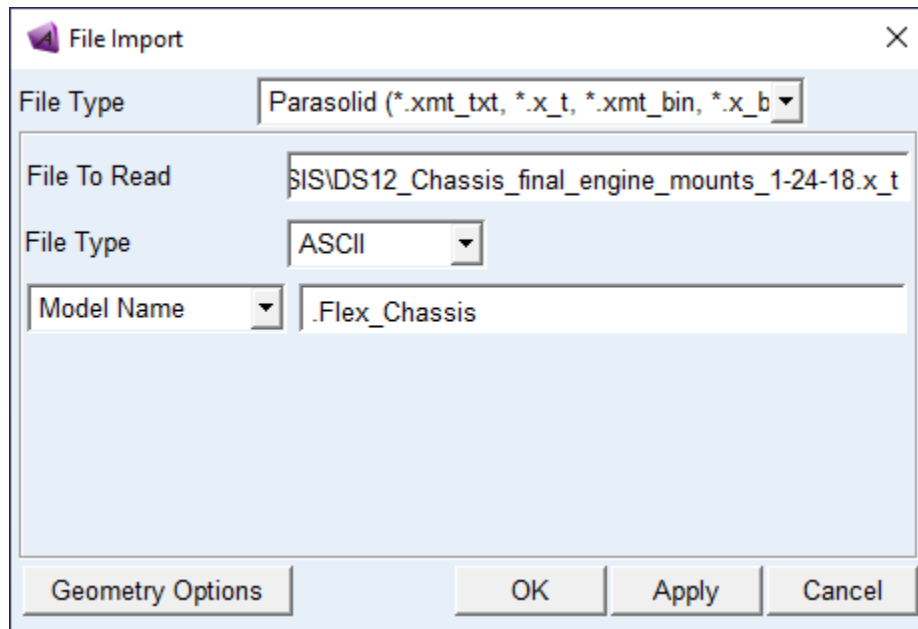 File Import
File Type Parasolid (*.xmt_txt, *.x_t, *.xmt_bin, *.x_b
File To Read SIS\DS12_Chassis_final_engine_mounts_1-24-18.x_t
File Type ASCII
Model Name .Flex_Chassis
Geometry Options OK Apply Cancel